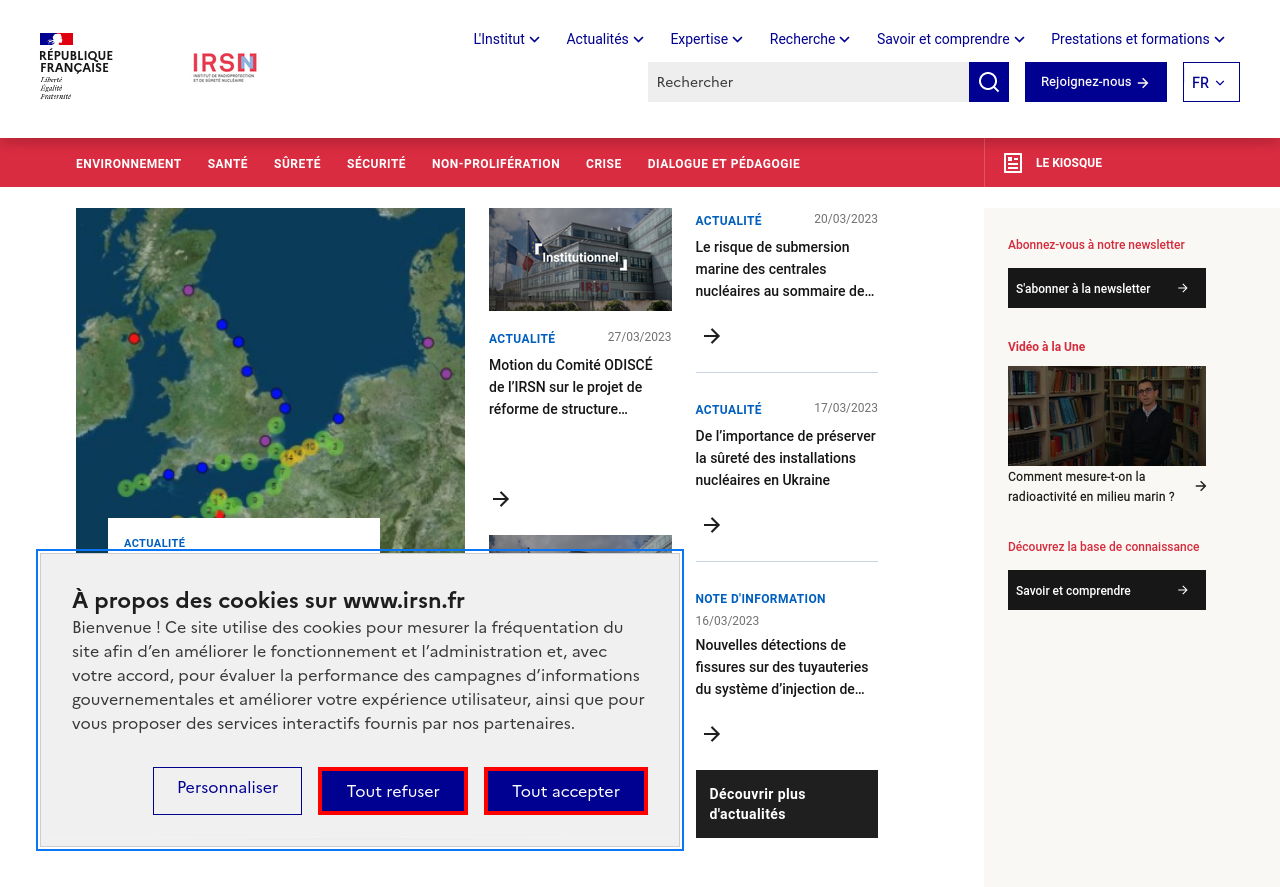 RÉPUBLIQUE
FRANÇAISE
Liberté
Égalité
Fraternité
IRSN
INSTITUT DE RADIOPROTECTION
ET DE SÛRETÉ NUCLÉAIRE
L'Institut
Actualités
Expertise
Recherche
Savoir et comprendre
Prestations et formations
Rechercher
Rejoignez-nous
FR
ENVIRONNEMENT
SANTÉ
SÛRETÉ
SÉCURITÉ
NON-PROLIFÉRATION
CRISE
DIALOGUE ET PÉDAGOGIE
LE KIOSQUE
ACTUALITÉ
Institutionnel
IRSN
ACTUALITÉ
27/03/2023
Motion du Comité ODISCÉ
de l’IRSN sur le projet de
réforme de structure…
ACTUALITÉ
20/03/2023
Le risque de submersion
marine des centrales
nucléaires au sommaire de…
ACTUALITÉ
17/03/2023
De l’importance de préserver
la sûreté des installations
nucléaires en Ukraine
NOTE D'INFORMATION
16/03/2023
Nouvelles détections de
fissures sur des tuyauteries
du système d’injection de…
Découvrir plus
d'actualités
Abonnez-vous à notre newsletter
S'abonner à la newsletter
Vidéo à la Une
Comment mesure-t-on la
radioactivité en milieu marin ?
Découvrez la base de connaissance
Savoir et comprendre
À propos des cookies sur www.irsn.fr
Bienvenue ! Ce site utilise des cookies pour mesurer la fréquentation du
site afin d’en améliorer le fonctionnement et l’administration et, avec
votre accord, pour évaluer la performance des campagnes d’informations
gouvernementales et améliorer votre expérience utilisateur, ainsi que pour
vous proposer des services interactifs fournis par nos partenaires.
Personnaliser
Tout refuser
Tout accepter